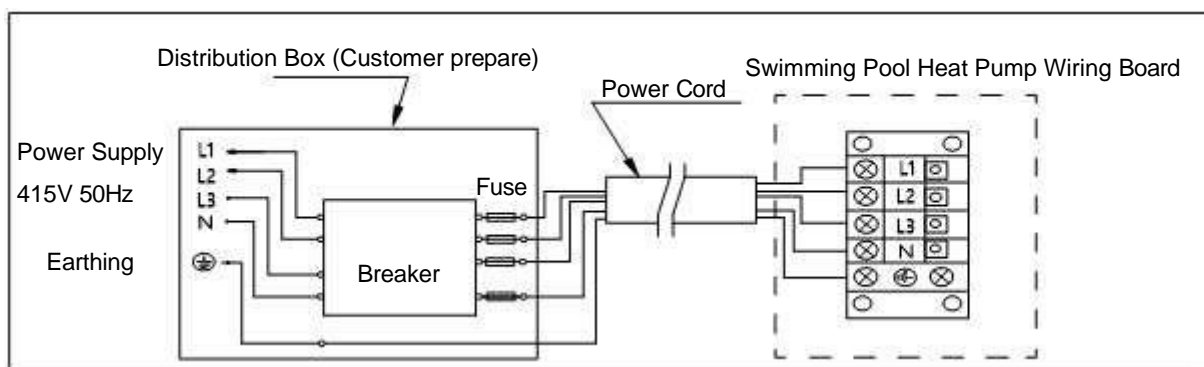 Distribution Box (Customer prepare)
Swimming Pool Heat Pump Wiring Board
Power Cord
Power Supply
415V 50Hz
Earthing
L1
L2
L3
N
Fuse
Breaker
L1
L2
L3
N